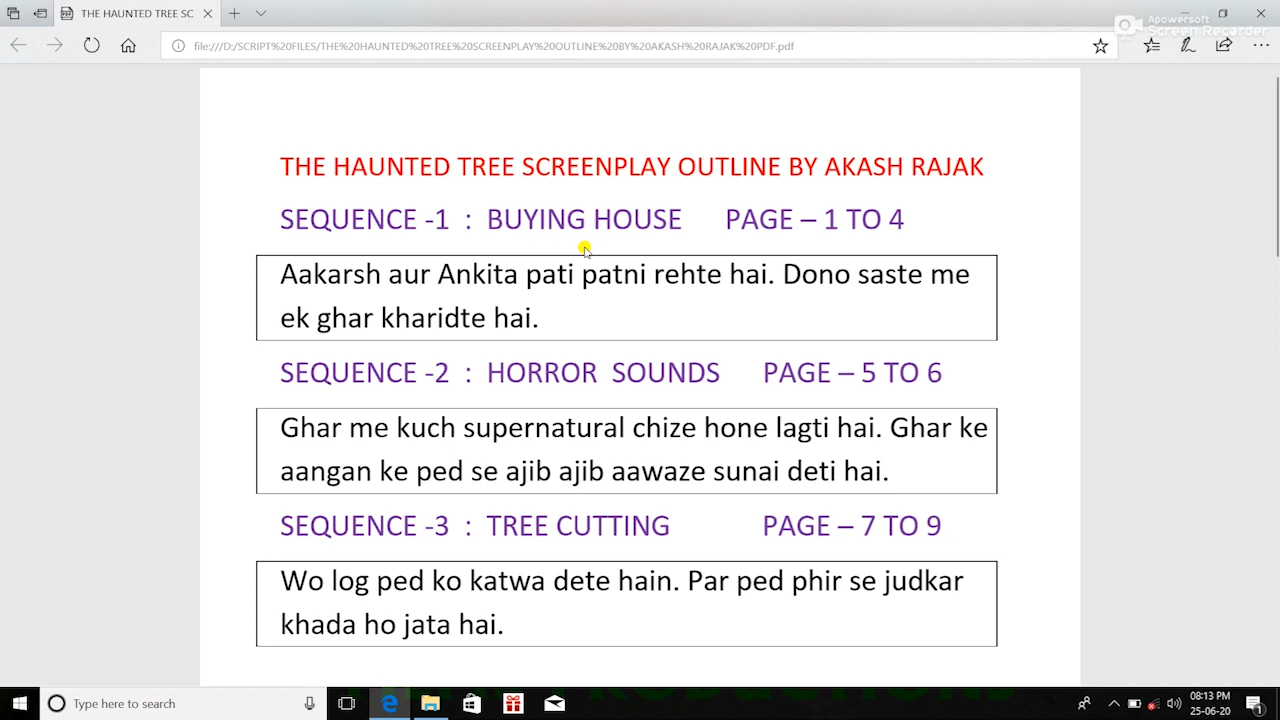 THE HAUNTED TREE SC
Apowersoft
Screen Recorder
file:///D:/SCRIPT%20FILES/THE%20HAUNTED%20TREE%20SCREENPLAY%20OUTLINE%20BY%20AKASH%20RAJAK%20PDF.pdf
THE HAUNTED TREE SCREENPLAY OUTLINE BY AKASH RAJAK
SEQUENCE -1 : BUYING HOUSE PAGE – 1 TO 4
Aakarsh aur Ankita pati patni rehte hai. Dono saste me
ek ghar kharidte hai.
SEQUENCE -2 : HORROR SOUNDS PAGE – 5 TO 6
Ghar me kuch supernatural chize hone lagti hai. Ghar ke
aangan ke ped se ajib ajib aawaze sunai deti hai.
SEQUENCE -3 : TREE CUTTING PAGE – 7 TO 9
Wo log ped ko katwa dete hain. Par ped phir se judkar
khada ho jata hai.
Type here to search
08:13 PM
25-06-20
1